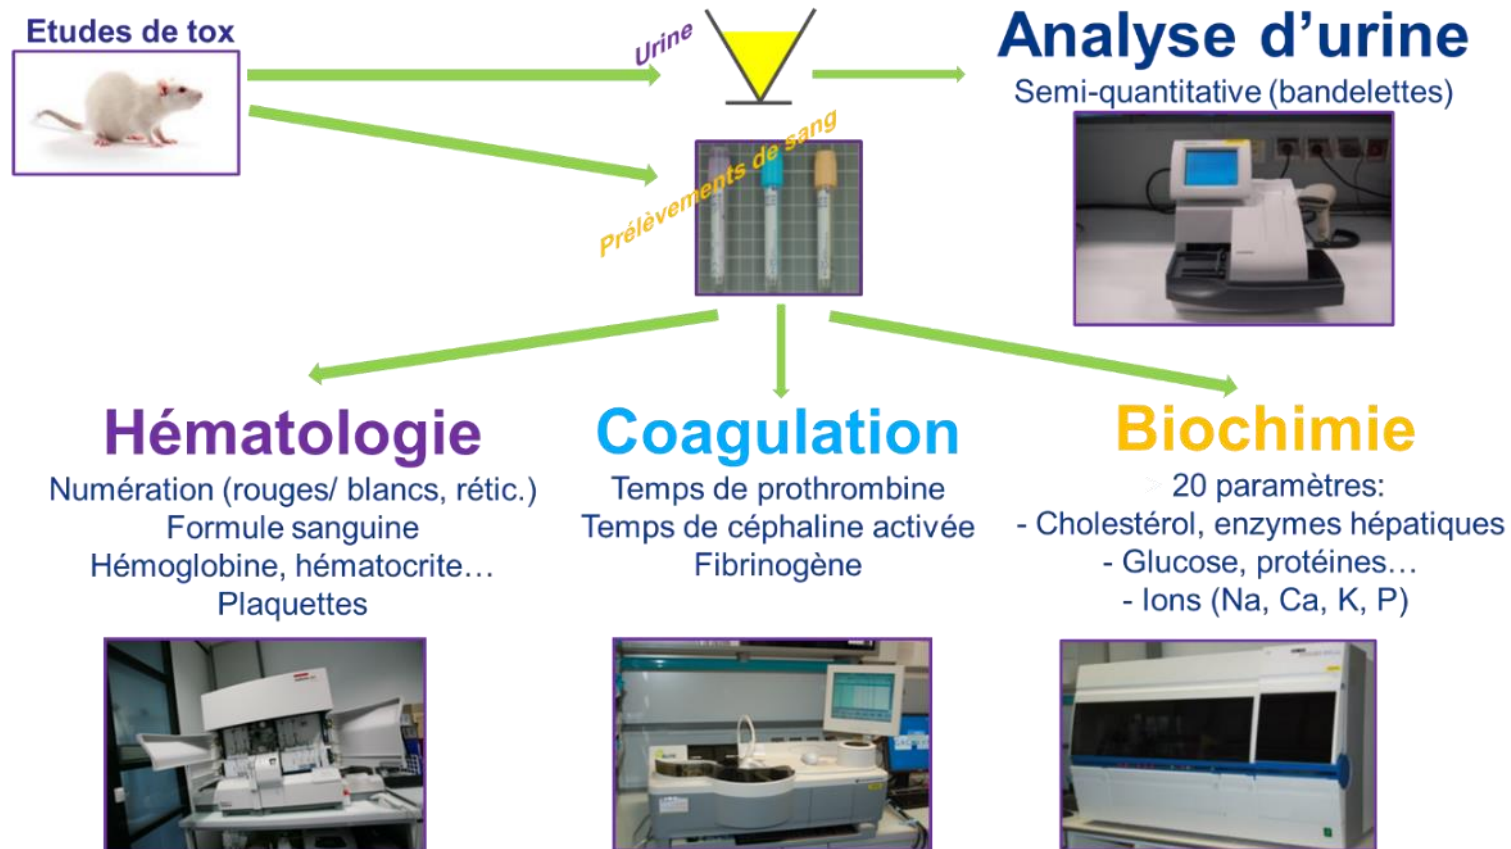 Etudes de tox
Urine
Analyse d’urine
Semi-quantitative (bandelettes)
Prélèvements de sang
Hématologie
Numération (rouges/ blancs, rétic.)
Formule sanguine
Hémoglobine, hématocrite…
Plaquettes
Coagulation
Temps de prothrombine
Temps de céphaline activée
Fibrinogène
Biochimie
> 20 paramètres:
- Cholestérol, enzymes hépatiques
- Glucose, protéines…
- Ions (Na, Ca, K, P)